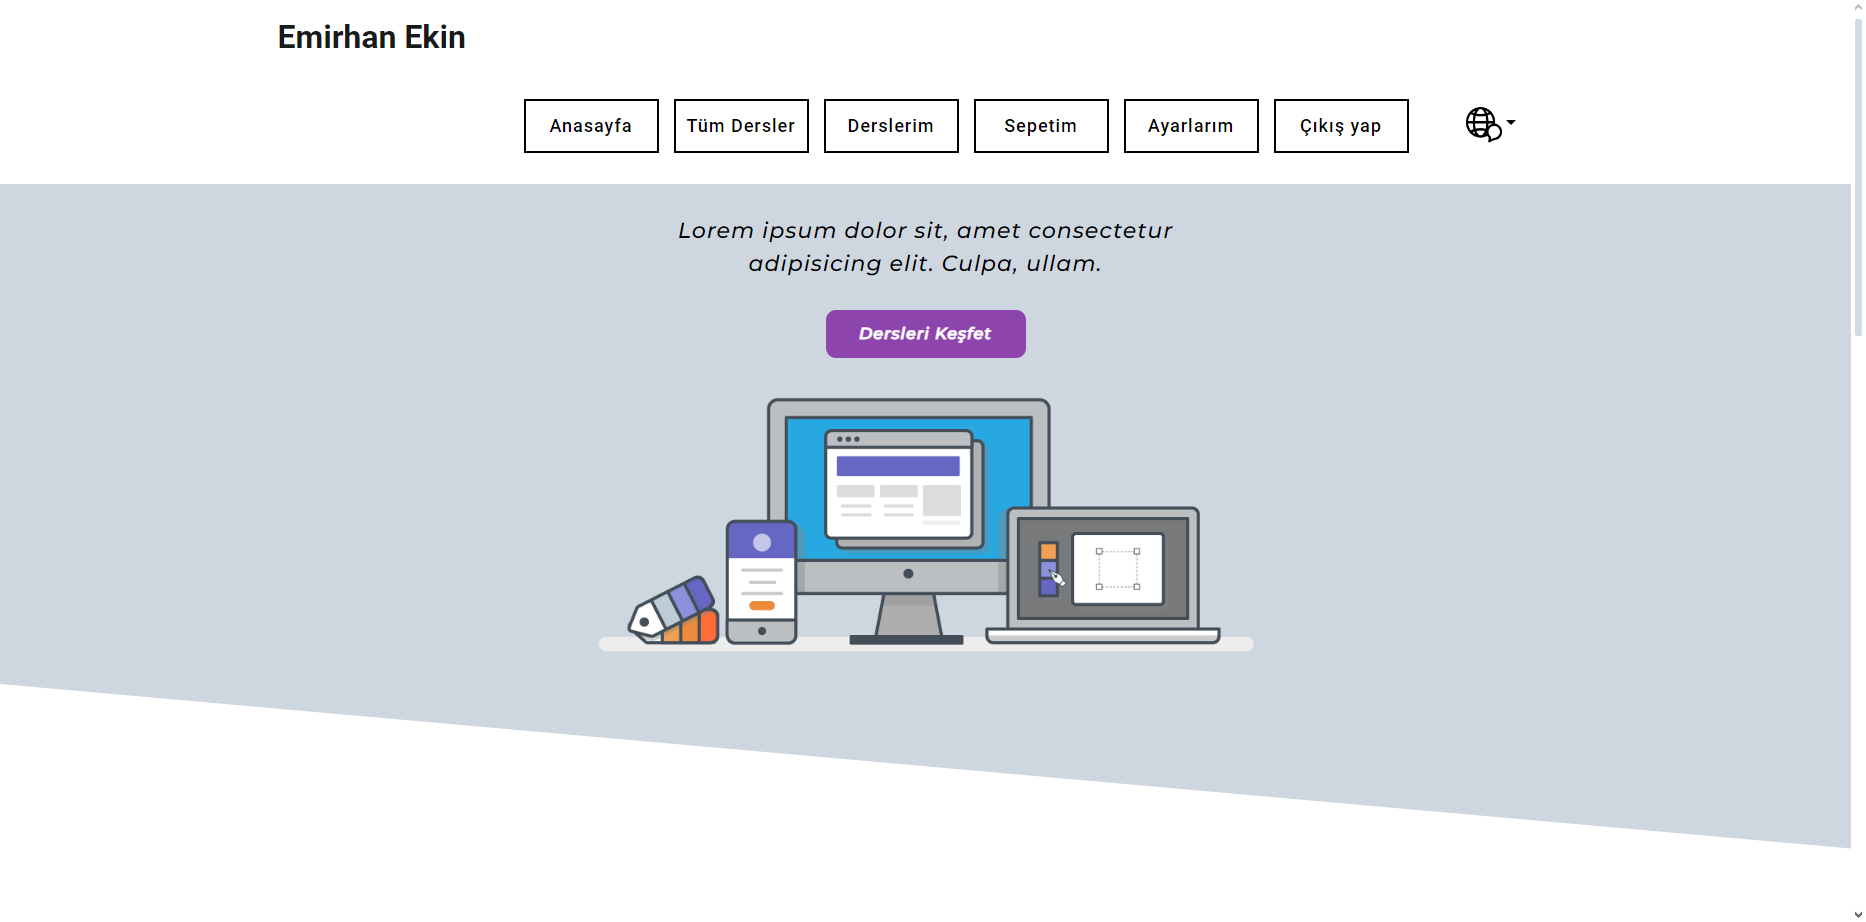 Emirhan Ekin
Anasayfa
Tüm Dersler
Derslerim
Sepetim
Ayarlarım
Çıkış yap
Lorem ipsum dolor sit, amet consectetur
adipisicing elit. Culpa, ullam.
Dersleri Keşfet